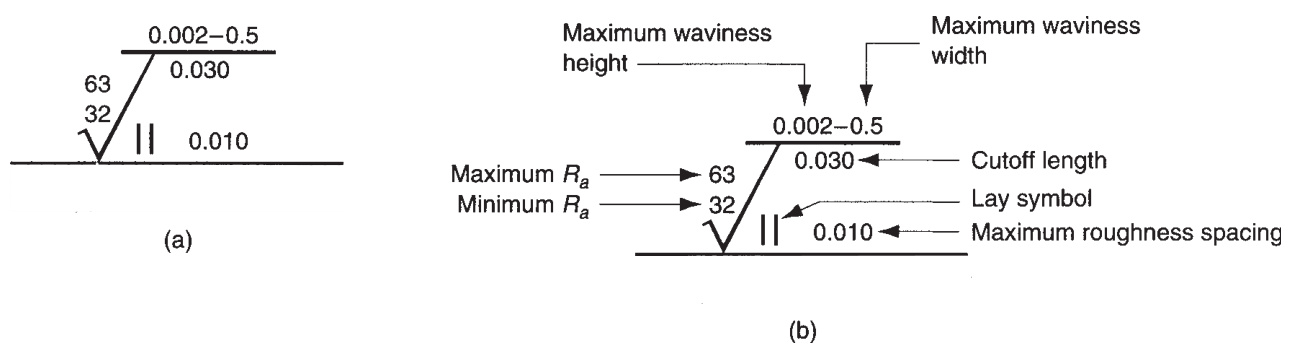 0.002–0.5
0.030
63
32
0.010
(a)
Maximum waviness
height
Maximum waviness
width
0.002–0.5
0.030
Cutoff length
Maximum Ra
63
Minimum Ra
32
Lay symbol
0.010
Maximum roughness spacing
(b)